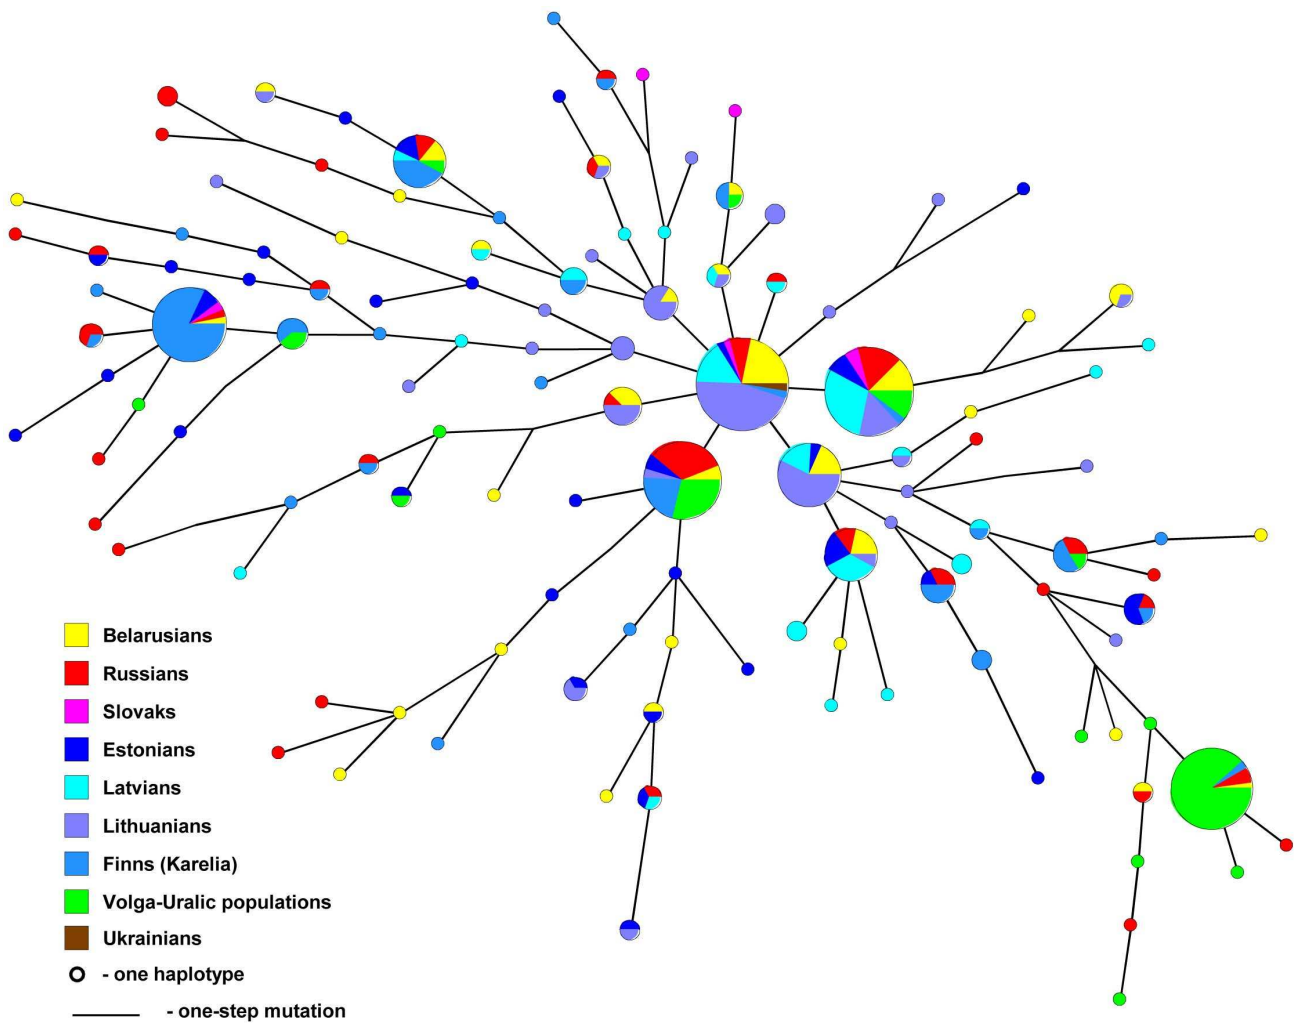 Belarusians
Russians
Slovaks
Estonians
Latvians
Lithuanians
Finns (Karelia)
Volga-Uralic populations
Ukrainians
- one haplotype
- one-step mutation